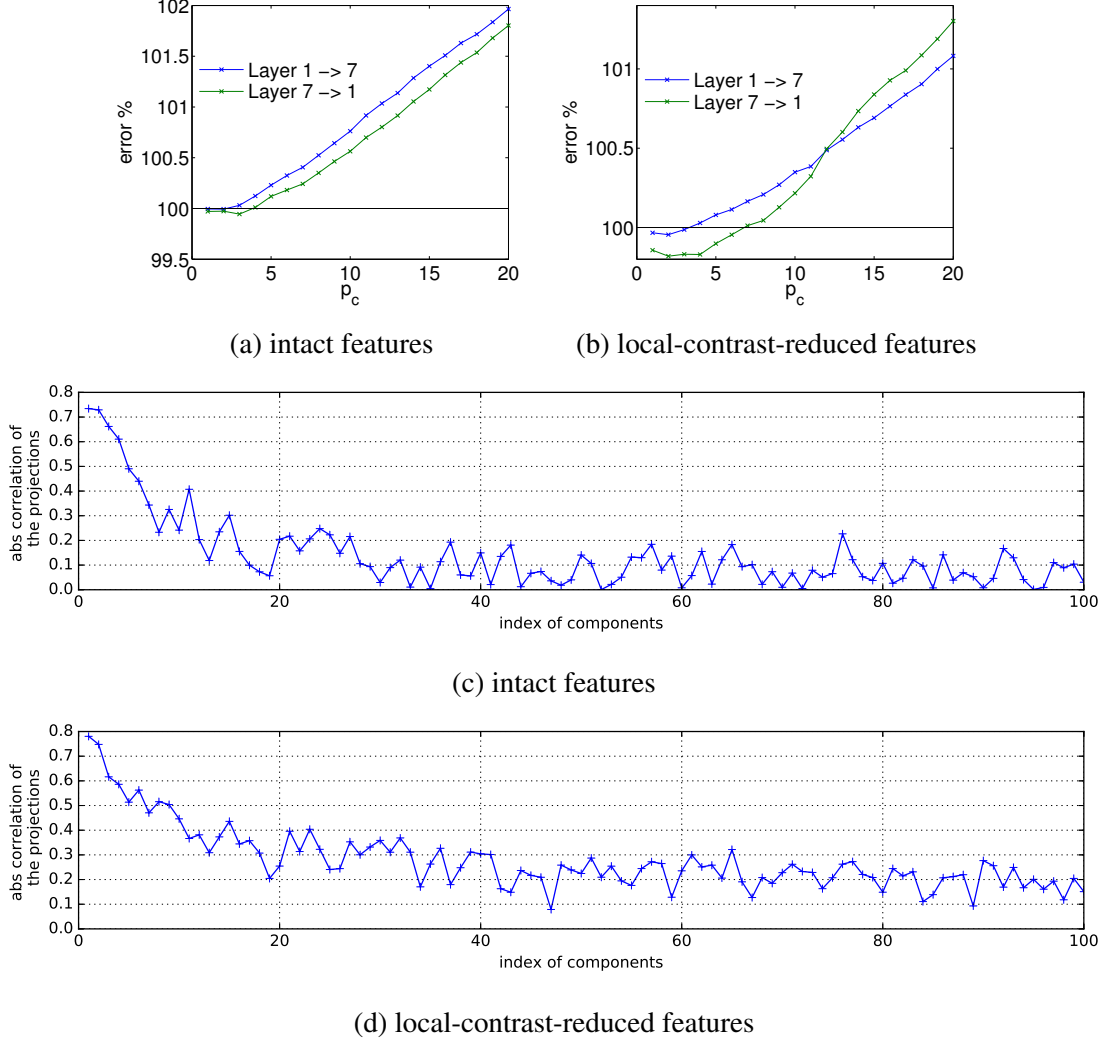 102
101.5
101
100.5
100
99.5
error %
Layer 1 −> 7
Layer 7 −> 1
0 5 10 15 20
p_c
(a) intact features
101
100.5
100
error %
Layer 1 −> 7
Layer 7 −> 1
0 5 10 15 20
p_c
(b) local-contrast-reduced features
0.8
0.7
0.6
0.5
0.4
0.3
0.2
0.1
0.0
abs correlation of
the projections
0 20 40 60 80 100
index of components
(c) intact features
0.8
0.7
0.6
0.5
0.4
0.3
0.2
0.1
0.0
abs correlation of
the projections
0 20 40 60 80 100
index of components
(d) local-contrast-reduced features